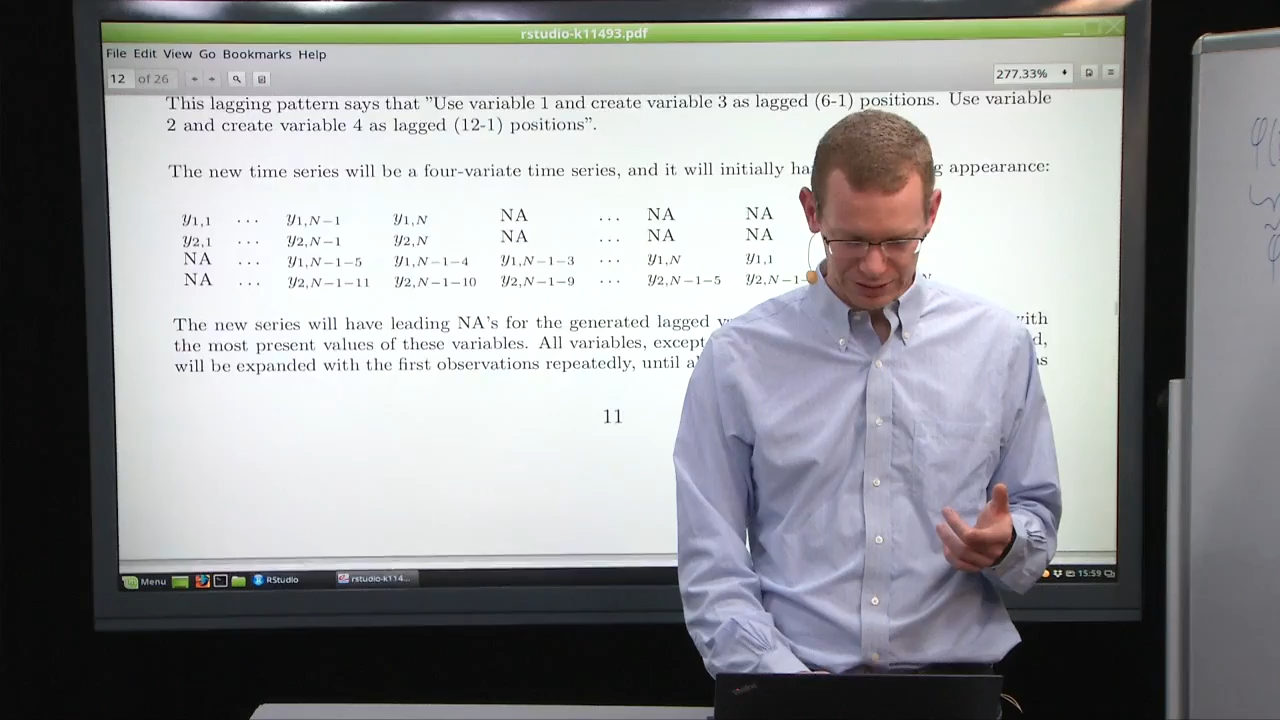 rstudio-k11493.pdf
File Edit View Go Bookmarks Help
12 of 26 277.33%
This lagging pattern says that ”Use variable 1 and create variable 3 as lagged (6-1) positions. Use variable
2 and create variable 4 as lagged (12-1) positions”.
The new time series will be a four-variate time series, and it will initially appearance:
y1,1 ... y1,N−1 y1,N NA ... NA NA
y2,1 ... y2,N−1 y2,N NA ... NA NA
NA ... y1,N−1−5 y1,N−1−4 y1,N−1−3 ... y1,N y1,1
NA ... y2,N−1−11 y2,N−1−10 y2,N−1−9 ... y2,N−1−5
The new series will have leading NA's for the generated lagged
the most present values of these variables. All variables, except
will be expanded with the first observations repeatedly, until
11
Menu RStudio rstudio-k114... 15:59
ThinkPad